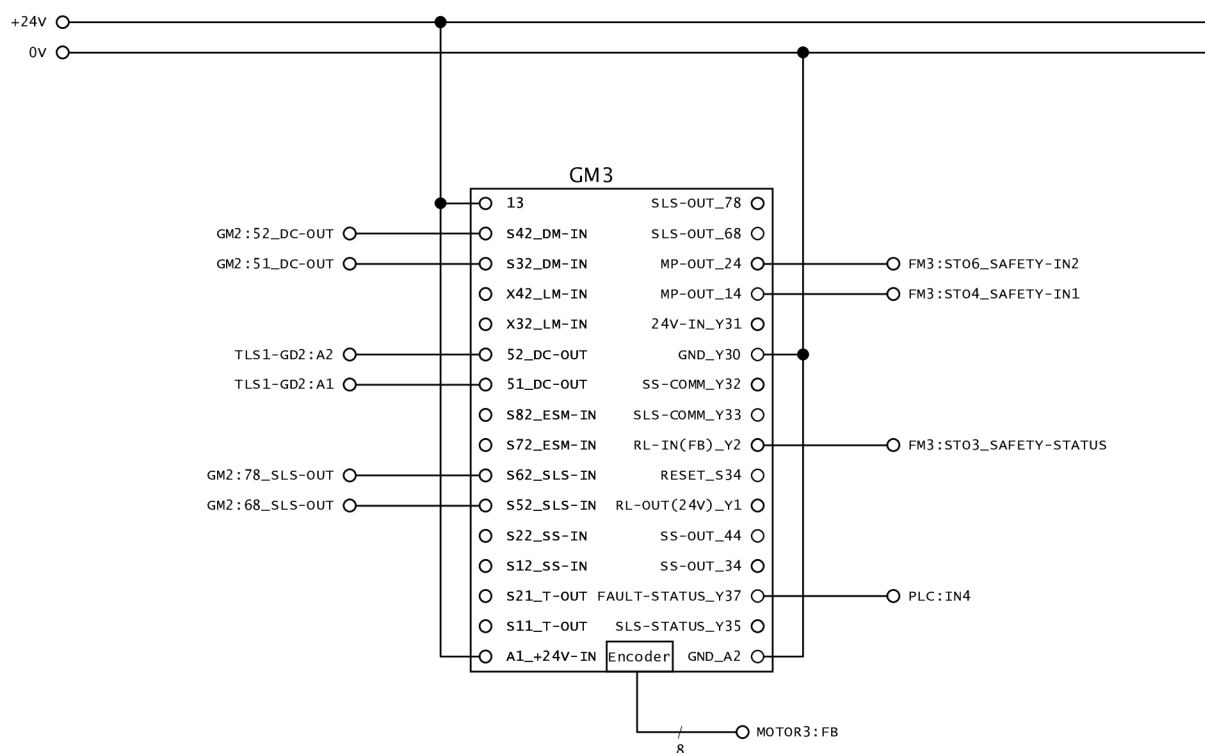 +24V
0V
GM3
13 SLS-OUT_78
GM2:52_DC-OUT S42_DM-IN SLS-OUT_68
GM2:51_DC-OUT S32_DM-IN MP-OUT_24 FM3:STO6_SAFETY-IN2
X42_LM-IN MP-OUT_14 FM3:STO4_SAFETY-IN1
X32_LM-IN 24V-IN_Y31
TLS1-GD2:A2 52_DC-OUT GND_Y30
TLS1-GD2:A1 51_DC-OUT SS-COMM_Y32
S82_ESM-IN SLS-COMM_Y33
S72_ESM-IN RL-IN(FB)_Y2 FM3:STO3_SAFETY-STATUS
GM2:78_SLS-OUT S62_SLS-IN RESET_S34
GM2:68_SLS-OUT S52_SLS-IN RL-OUT(24V)_Y1
S22_SS-IN SS-OUT_44
S12_SS-IN SS-OUT_34
S21_T-OUT FAULT-STATUS_Y37 PLC:IN4
S11_T-OUT SLS-STATUS_Y35
A1_+24V-IN Encoder GND_A2
MOTOR3:FB
8